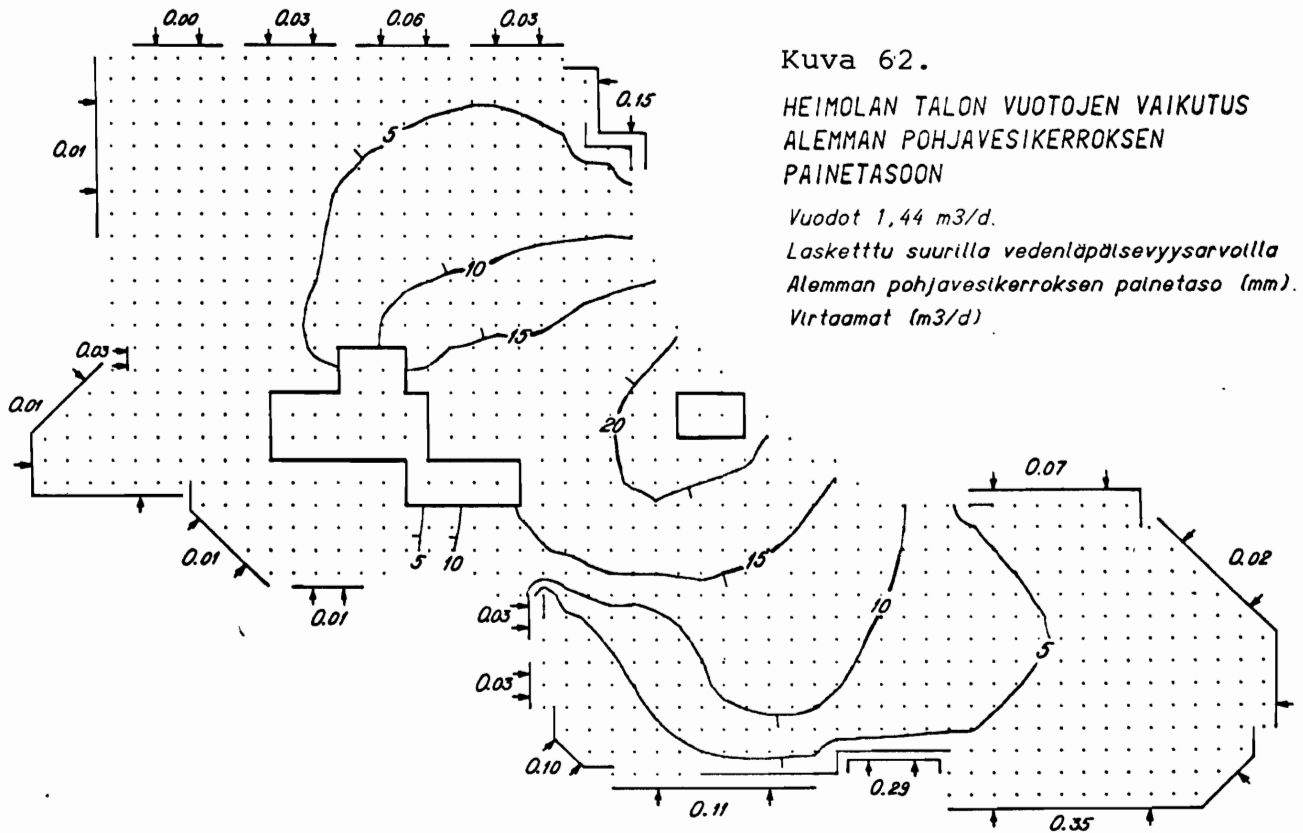 0.00 0.03 0.06 0.03
Kuva 62.
HEIMOLAN TALON VUOTOJEN VAIKUTUS
ALEMMAN POHJAVESIKERROKSEN
PAINETASOON
Vuodot 1,44 m3/d.
Lasketttu suurilla vedenläpäisevyysarvoilla
Alemman pohjavesikerroksen painetaso (mm).
Virtaamat (m3/d)
0.15
5
0.01
10
15
0.03
0.01
20
0.07
0.01
5 10
15
0.02
0.01
0.03
10
5
0.03
0.10
0.29
0.11
0.35